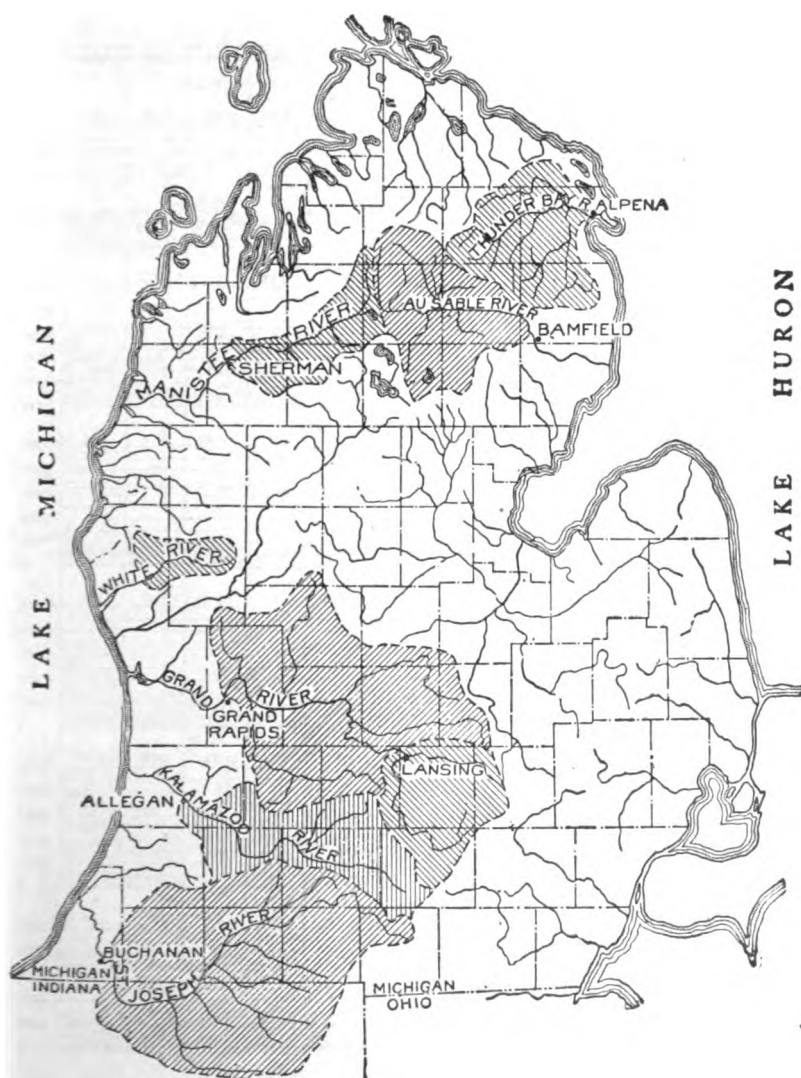 THUNDER BAY R.
ALPENA
AU SABLE RIVER
BAMFIELD
MANISTEE RIVER
SHERMAN
LAKE MICHIGAN
LAKE HURON
WHITE RIVER
GRAND RIVER
GRAND
RAPIDS
LANSING
ALLEGAN
KALAMAZOO
RIVER
BUCHANAN
ST JOSEPH RIVER
MICHIGAN
INDIANA
MICHIGAN
OHIO